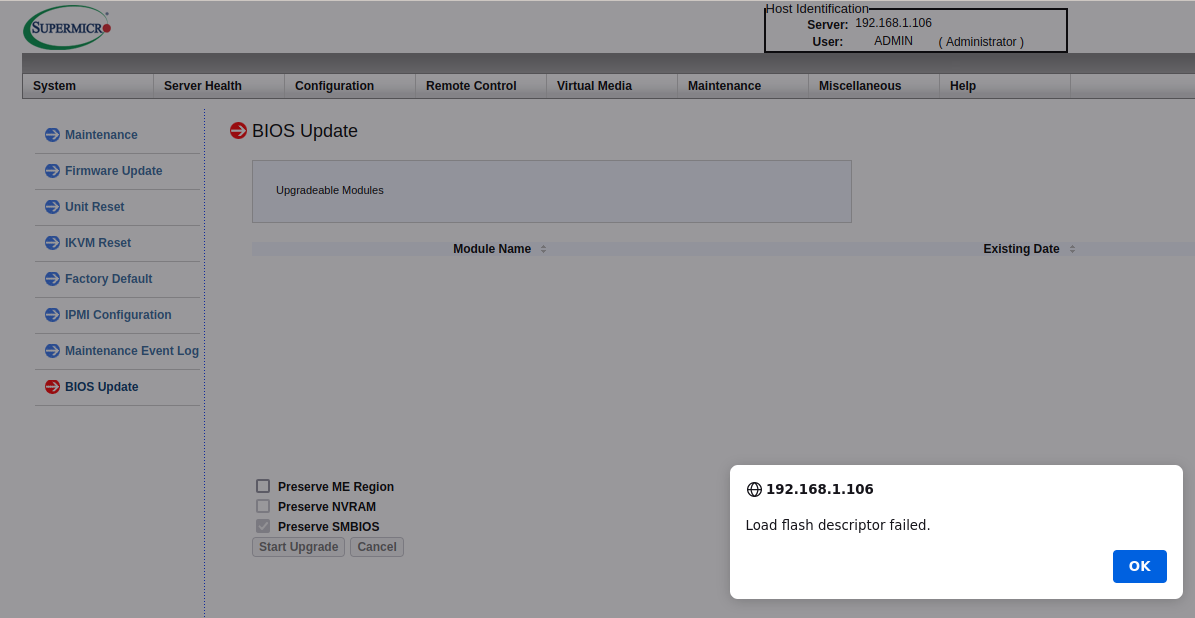 SUPERMICRO
Host Identification
Server: 192.168.1.106
User: ADMIN ( Administrator )
System Server Health Configuration Remote Control Virtual Media Maintenance Miscellaneous Help
Maintenance
Firmware Update
Unit Reset
IKVM Reset
Factory Default
IPMI Configuration
Maintenance Event Log
BIOS Update
BIOS Update
Upgradeable Modules
Module Name Existing Date
Preserve ME Region
Preserve NVRAM
Preserve SMBIOS
Start Upgrade Cancel
192.168.1.106
Load flash descriptor failed.
OK